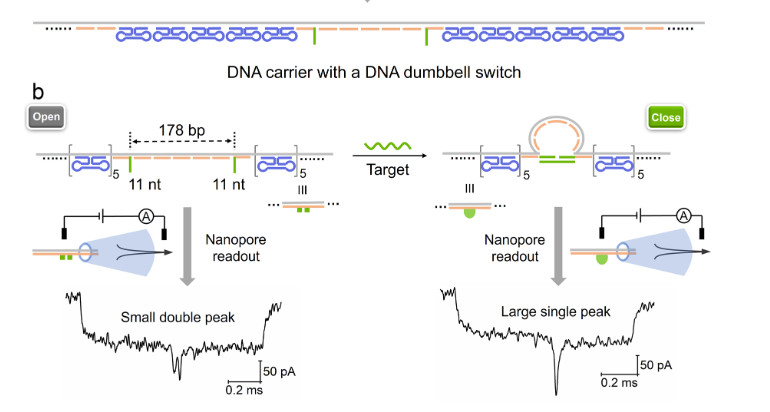 DNA carrier with a DNA dumbbell switch
b
Open
178 bp
5
11 nt
11 nt
5
Target
Close
5
5
A
Nanopore
readout
Nanopore
readout
A
Small double peak
50 pA
0.2 ms
Large single peak
50 pA
0.2 ms